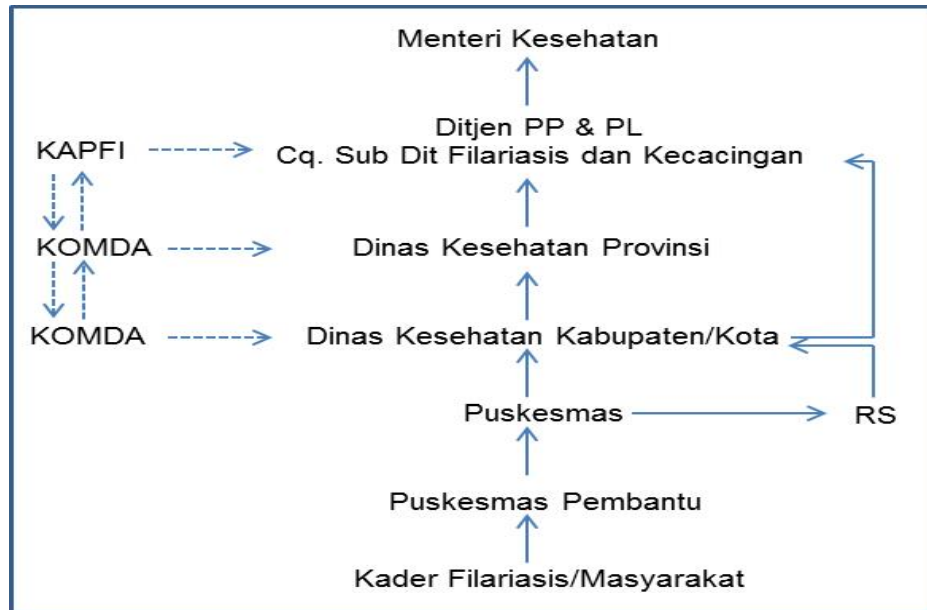 Menteri Kesehatan
Ditjen PP & PL
KAPFI
Cq. Sub Dit Filariasis dan Kecacingan
KOMDA
Dinas Kesehatan Provinsi
KOMDA
Dinas Kesehatan Kabupaten/Kota
Puskesmas
RS
Puskesmas Pembantu
Kader Filariasis/Masyarakat